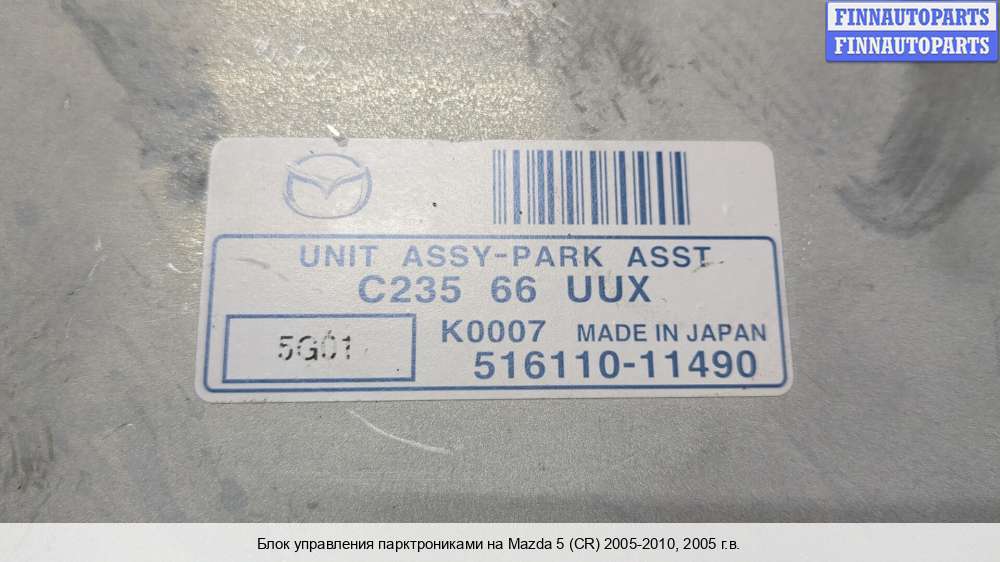 FINNAUTOPARTS
FINNAUTOPARTS
UNIT ASSY-PARK ASST
C235 66 UUX
5G01
K0007 MADE IN JAPAN
516110-11490
Блок управления парктрониками на Mazda 5 (CR) 2005-2010, 2005 г.в.